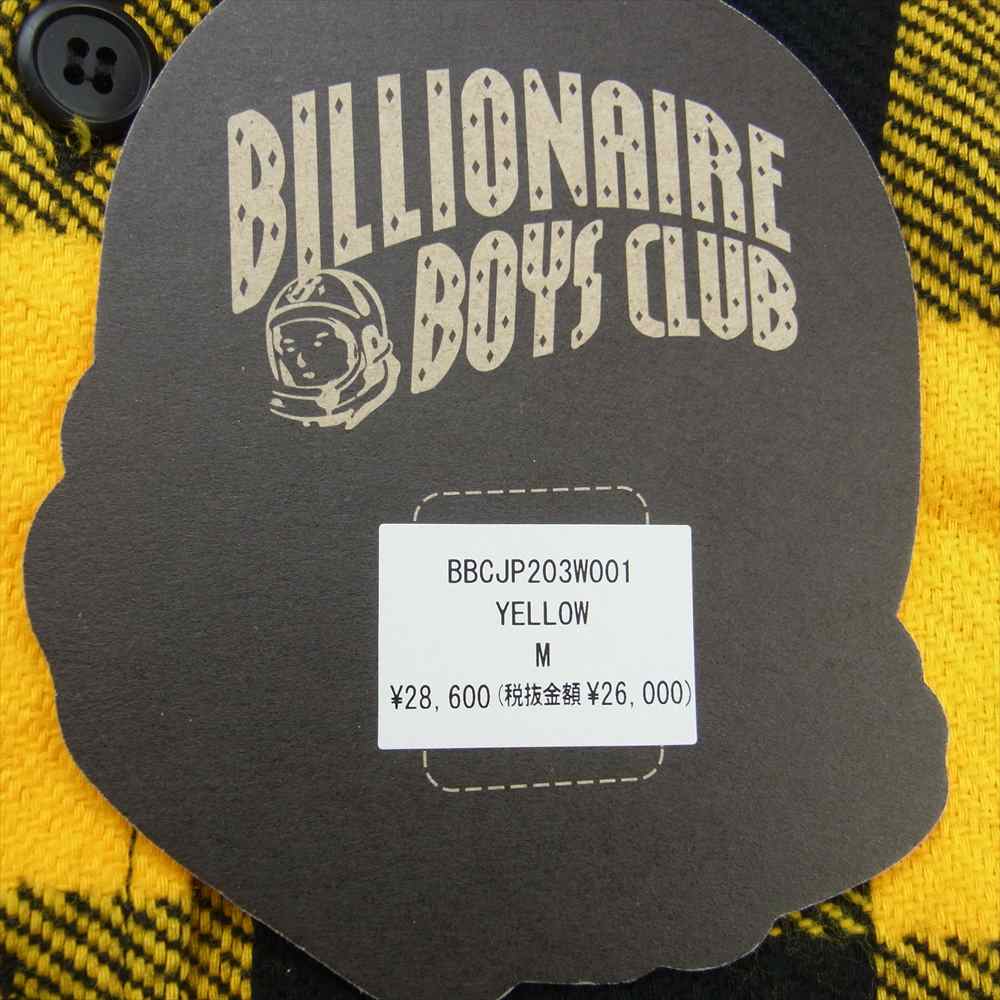 BILLIONAIRE
BOYS CLUB
BBCJP203W001
YELLOW
M
¥28,600(税抜金額¥26,000)